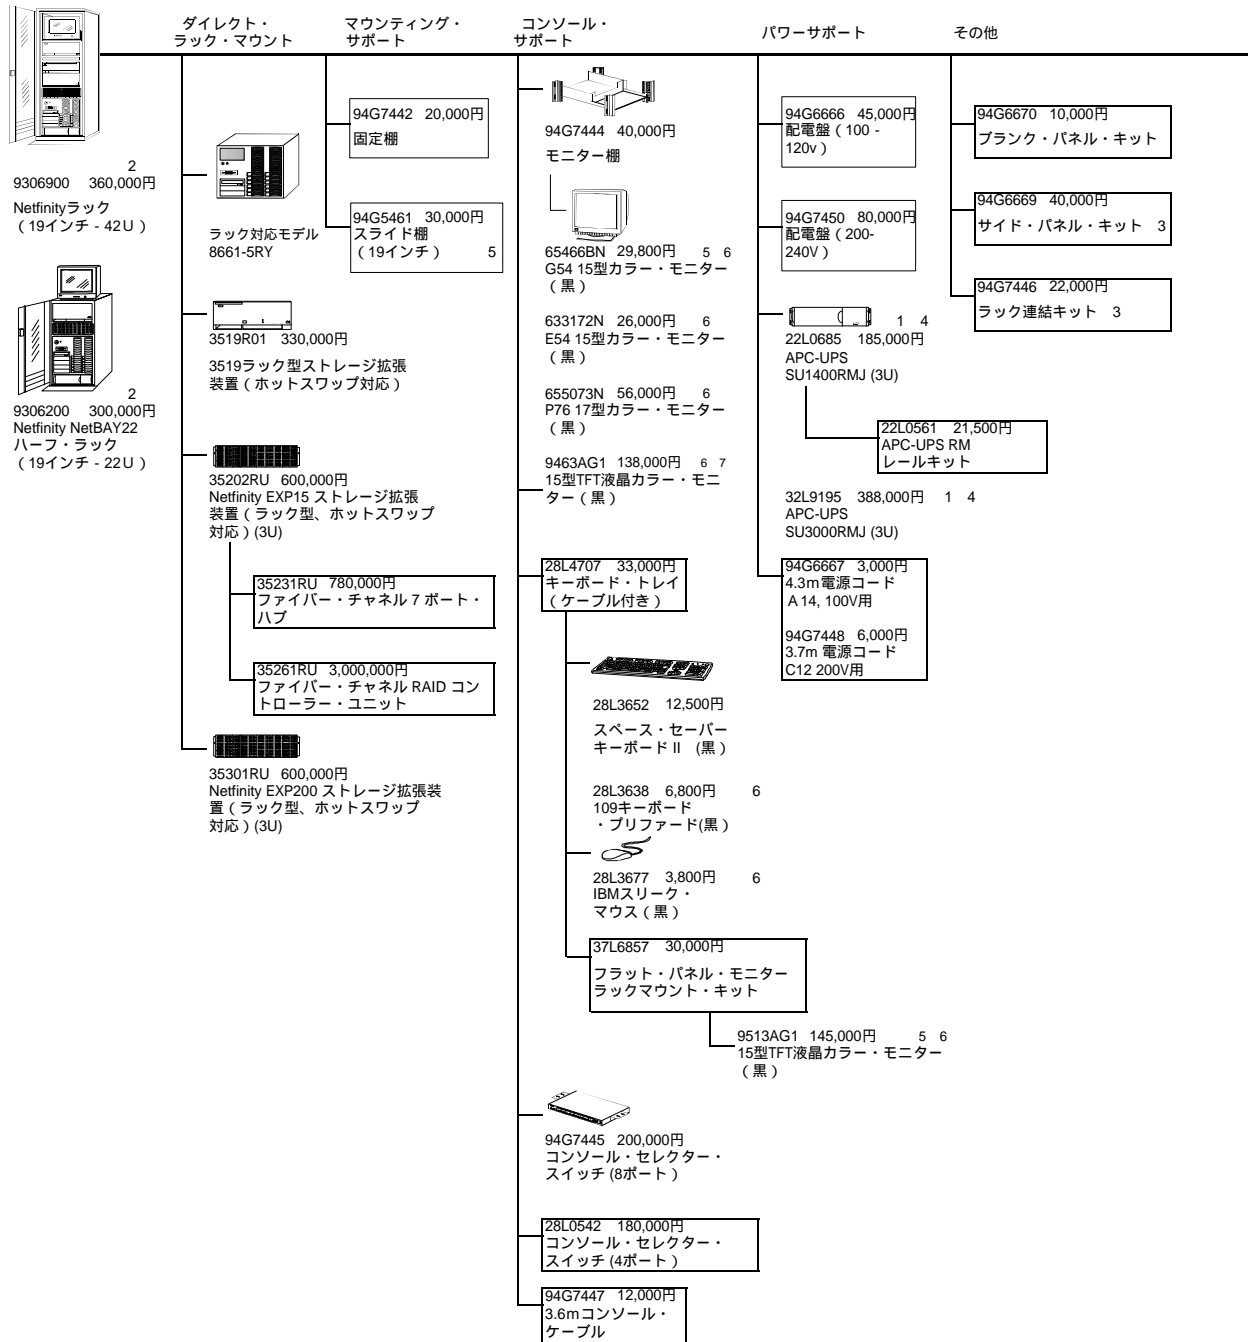 ダイレクト・
ラック・マウント
マウンティング・
サポート
コンソール・
サポート
パワーサポート
その他
2
9306900 360,000円
Netfinityラック
(19インチ - 42U)
2
9306200 300,000円
Netfinity NetBAY22
ハーフ・ラック
(19インチ - 22U)
ラック対応モデル
8661-5RY
3519R01 330,000円
3519ラック型ストレージ拡張
装置(ホットスワップ対応)
35202RU 600,000円
Netfinity EXP15 ストレージ拡張
装置(ラック型、ホットスワップ
対応)(3U)
35231RU 780,000円
ファイバー・チャネル 7 ポート・
ハブ
35261RU 3,000,000円
ファイバー・チャネル RAID コン
トローラー・ユニット
35301RU 600,000円
Netfinity EXP200 ストレージ拡張装
置(ラック型、ホットスワップ
対応)(3U)
94G7442 20,000円
固定棚
94G5461 30,000円
スライド棚
(19インチ) 5
94G7444 40,000円
モニター棚
65466BN 29,800円 5 6
G54 15型カラー・モニター
(黒)
633172N 26,000円 6
E54 15型カラー・モニター
(黒)
655073N 56,000円 6
P76 17型カラー・モニター
(黒)
9463AG1 138,000円 6 7
15型TFT液晶カラー・モニ
ター(黒)
28L4707 33,000円
キーボード・トレイ
(ケーブル付き)
28L3652 12,500円
スペース・セーバー
キーボード II (黒)
28L3638 6,800円 6
109キーボード
・プリファード(黒)
28L3677 3,800円 6
IBMスリーク・
マウス(黒)
37L6857 30,000円
フラット・パネル・モニター
ラックマウント・キット
9513AG1 145,000円 5 6
15型TFT液晶カラー・モニター
(黒)
94G7445 200,000円
コンソール・セレクター・
スイッチ (8ポート)
28L0542 180,000円
コンソール・セレクター・
スイッチ (4ポート)
94G7447 12,000円
3.6mコンソール・
ケーブル
94G6666 45,000円
配電盤(100 -
120v)
94G7450 80,000円
配電盤(200-
240V)
1 4
22L0685 185,000円
APC-UPS
SU1400RMJ (3U)
22L0561 21,500円
APC-UPS RM
レールキット
32L9195 388,000円 1 4
APC-UPS
SU3000RMJ (3U)
94G6667 3,000円
4.3m電源コード
A14, 100V用
94G7448 6,000円
3.7m 電源コード
C12 200V用
94G6670 10,000円
ブランク・パネル・キット
94G6669 40,000円
サイド・パネル・キット 3
94G7446 22,000円
ラック連結キット 3